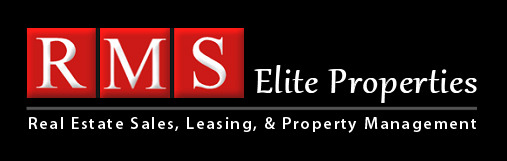 RMS Elite Properties
Real Estate Sales, Leasing, & Property Management